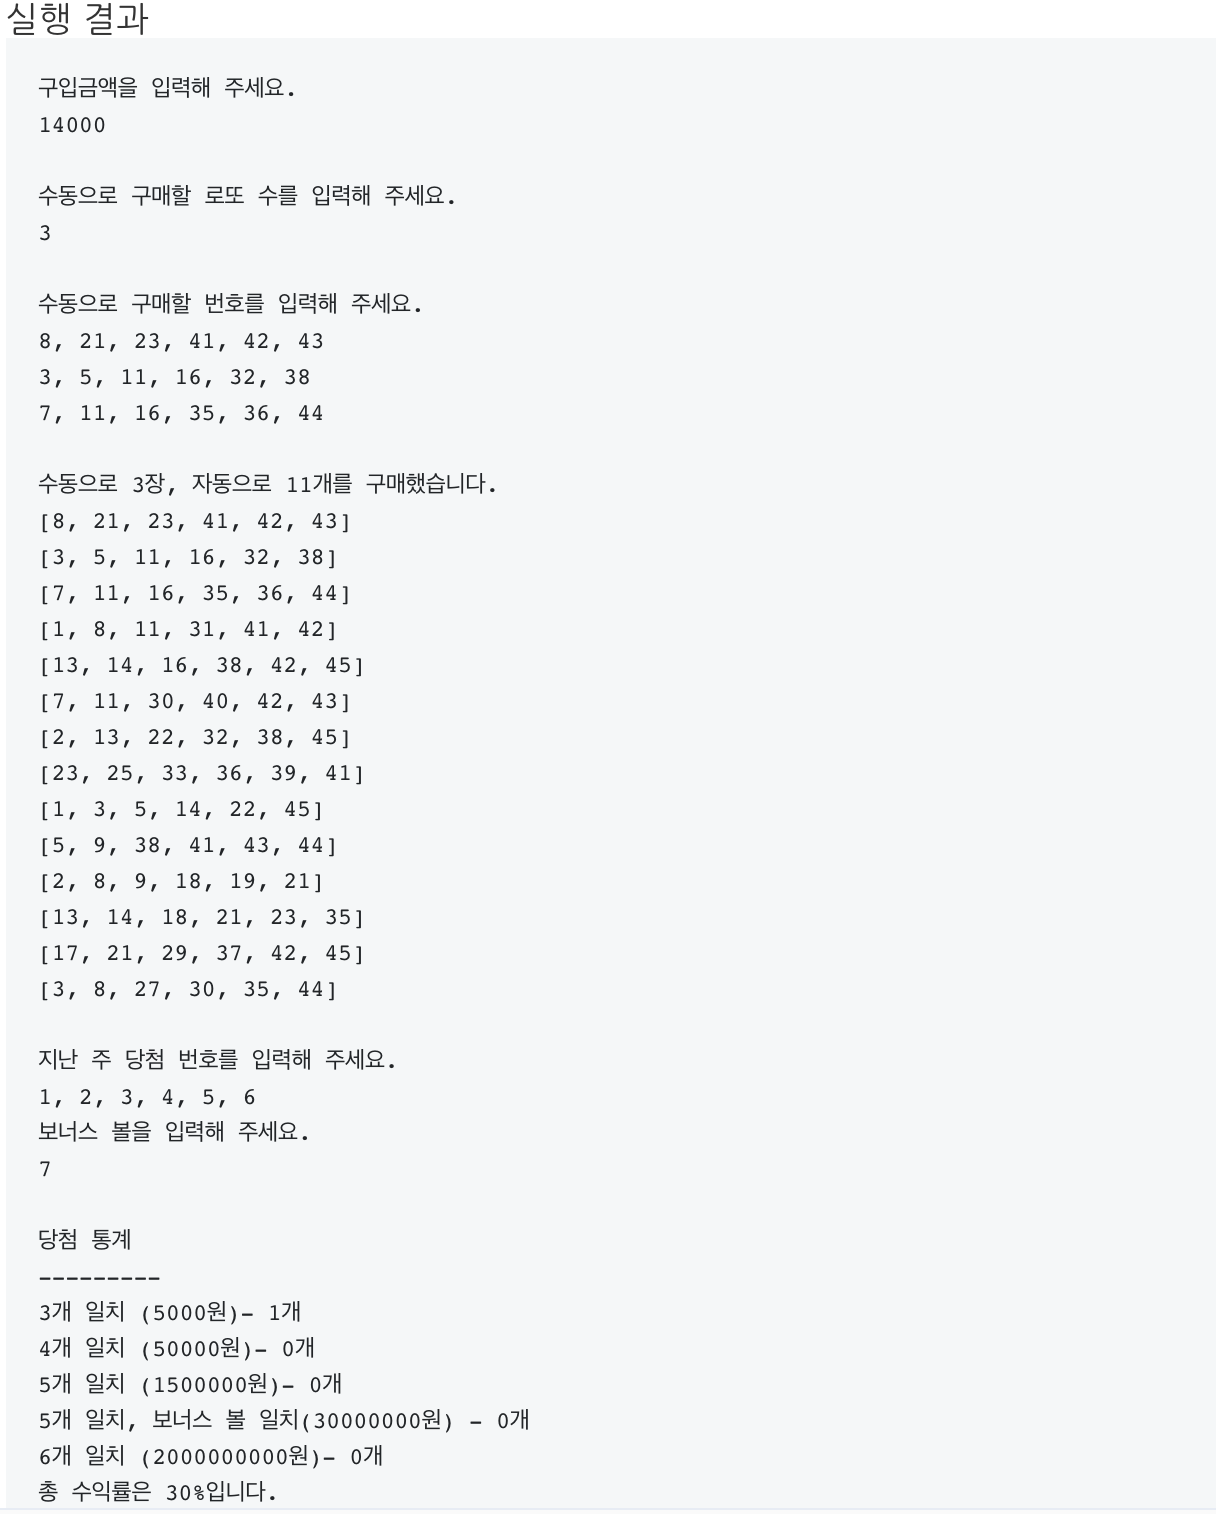 실행 결과
구입금액을 입력해 주세요.
14000
수동으로 구매할 로또 수를 입력해 주세요.
3
수동으로 구매할 번호를 입력해 주세요.
8, 21, 23, 41, 42, 43
3, 5, 11, 16, 32, 38
7, 11, 16, 35, 36, 44
수동으로 3장, 자동으로 11개를 구매했습니다.
[8, 21, 23, 41, 42, 43]
[3, 5, 11, 16, 32, 38]
[7, 11, 16, 35, 36, 44]
[1, 8, 11, 31, 41, 42]
[13, 14, 16, 38, 42, 45]
[7, 11, 30, 40, 42, 43]
[2, 13, 22, 32, 38, 45]
[23, 25, 33, 36, 39, 41]
[1, 3, 5, 14, 22, 45]
[5, 9, 38, 41, 43, 44]
[2, 8, 9, 18, 19, 21]
[13, 14, 18, 21, 23, 35]
[17, 21, 29, 37, 42, 45]
[3, 8, 27, 30, 35, 44]
지난 주 당첨 번호를 입력해 주세요.
1, 2, 3, 4, 5, 6
보너스 볼을 입력해 주세요.
7
당첨 통계
---------
3개 일치 (5000원)- 1개
4개 일치 (50000원)- 0개
5개 일치 (1500000원)- 0개
5개 일치, 보너스 볼 일치(30000000원) - 0개
6개 일치 (2000000000원)- 0개
총 수익률은 30%입니다.